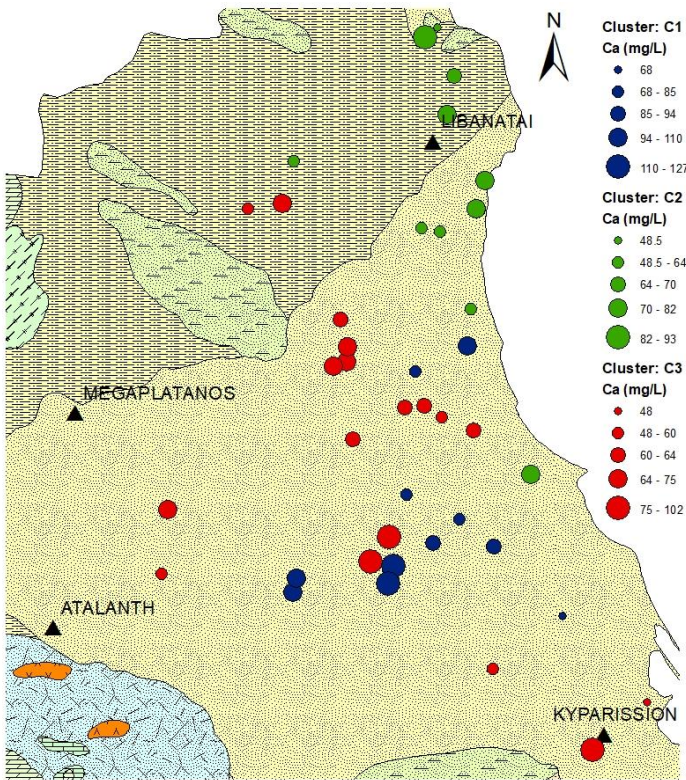 N
LIBANATAI
MEGAPLATANOS
ATALANTH
KYPARISSION
Cluster: C1
Ca (mg/L)
68
68 - 85
85 - 94
94 - 110
110 - 127
Cluster: C2
Ca (mg/L)
48.5
48.5 - 64
64 - 70
70 - 82
82 - 93
Cluster: C3
Ca (mg/L)
48
48 - 60
60 - 64
64 - 75
75 - 102